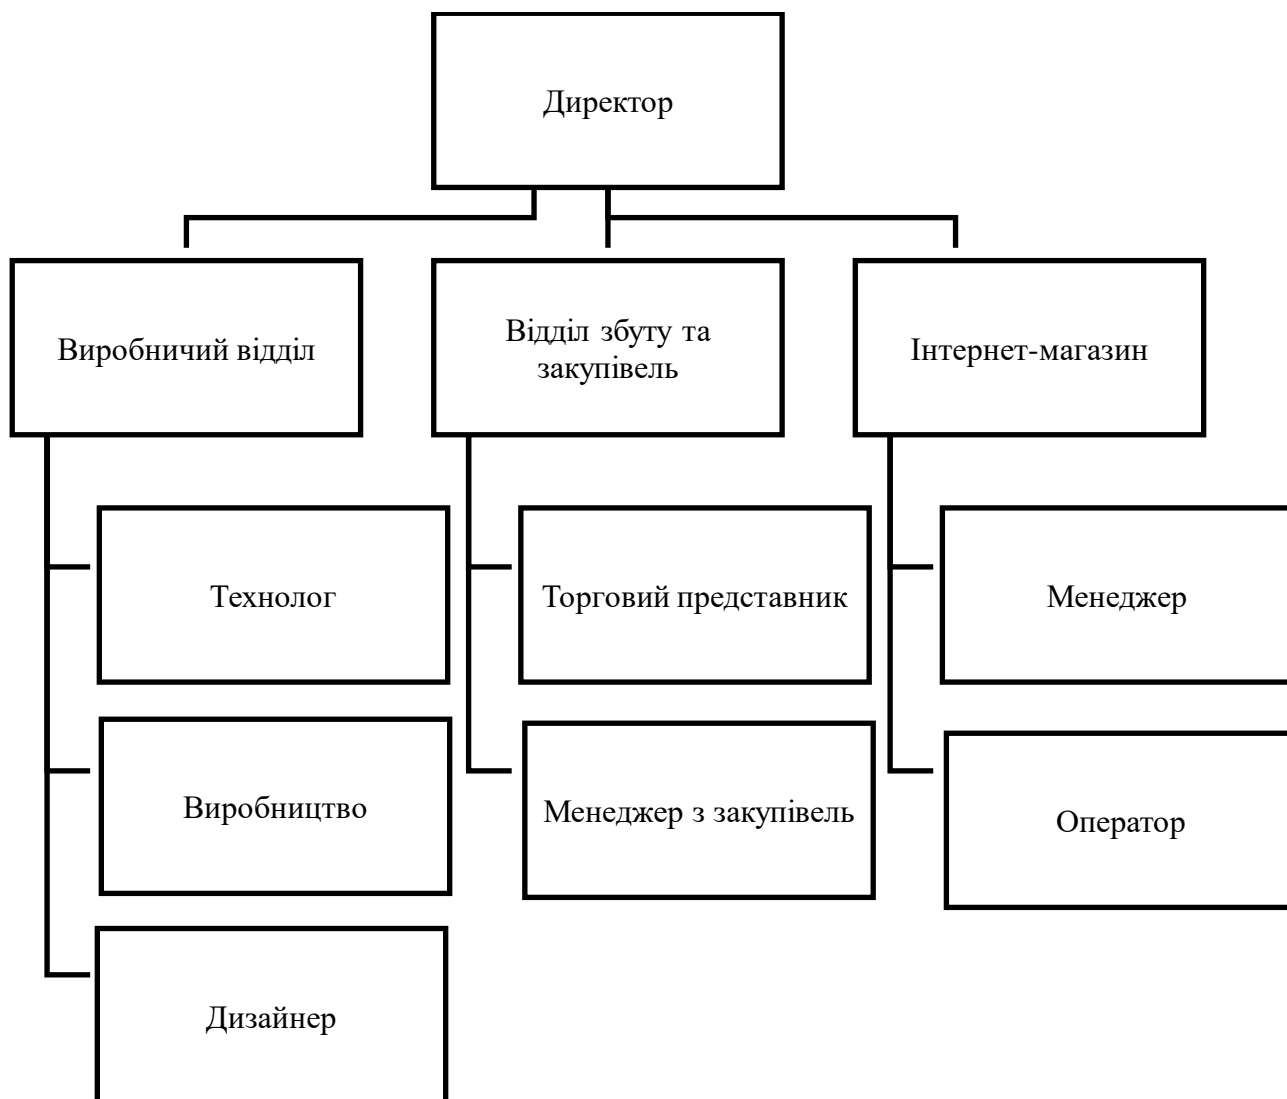 Директор
Виробничий відділ
Відділ збуту та
закупівель
Інтернет-магазин
Технолог
Торговий представник
Менеджер
Виробництво
Менеджер з закупівель
Оператор
Дизайнер